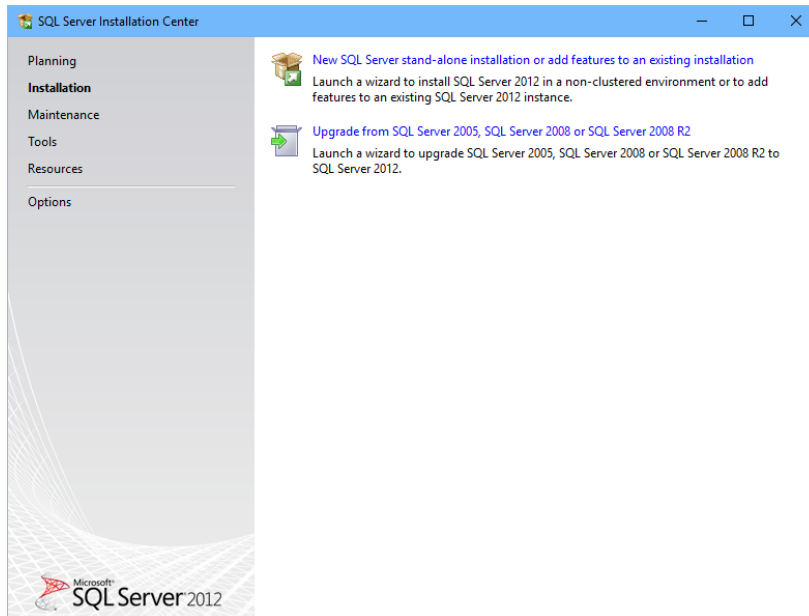 SQL Server Installation Center
Planning
Installation
Maintenance
Tools
Resources
Options
New SQL Server stand-alone installation or add features to an existing installation
Launch a wizard to install SQL Server 2012 in a non-clustered environment or to add
features to an existing SQL Server 2012 instance.
Upgrade from SQL Server 2005, SQL Server 2008 or SQL Server 2008 R2
Launch a wizard to upgrade SQL Server 2005, SQL Server 2008 or SQL Server 2008 R2 to
SQL Server 2012.
Microsoft®
SQL Server 2012